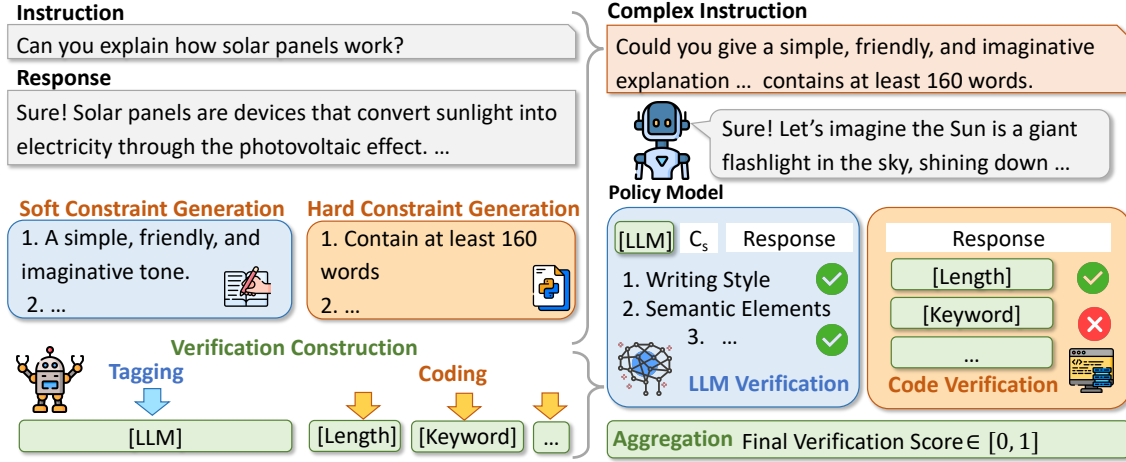 Instruction
Can you explain how solar panels work?
Response
Sure! Solar panels are devices that convert sunlight into
electricity through the photovoltaic effect. ...
Soft Constraint Generation
1. A simple, friendly, and
imaginative tone.
2. ...
Hard Constraint Generation
1. Contain at least 160
words
2. ...
Verification Construction
Tagging
Coding
[LLM]
[Length]
[Keyword]
...
Complex Instruction
Could you give a simple, friendly, and imaginative
explanation ... contains at least 160 words.
Sure! Let's imagine the Sun is a giant
flashlight in the sky, shining down ...
Policy Model
[LLM] Cₛ Response
1. Writing Style
2. Semantic Elements
3. ...
LLM Verification
Response
[Length]
[Keyword]
...
Code Verification
Aggregation Final Verification Score ∈ [0, 1]